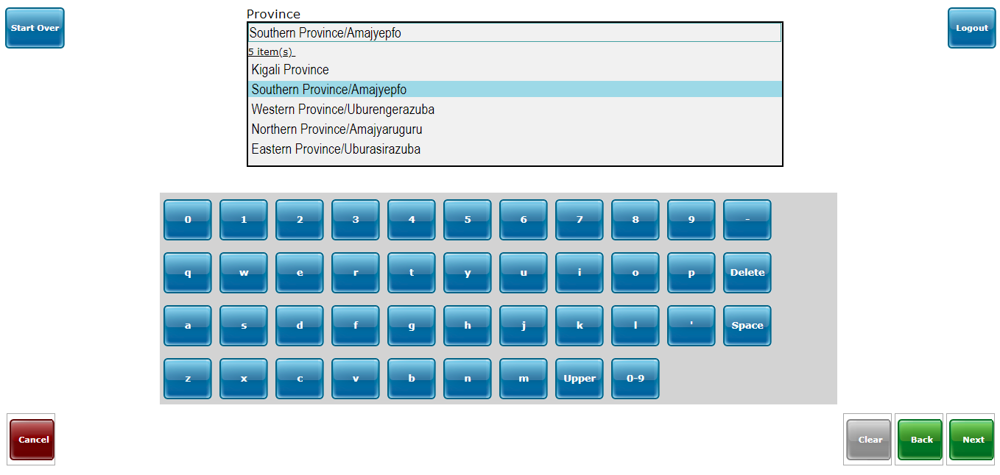 Start Over
Province
Logout
Southern Province/Amajyepfo
5 item(s)
Kigali Province
Southern Province/Amajyepfo
Western Province/Uburengerazuba
Northern Province/Amajyaruguru
Eastern Province/Uburasirazuba
0 1 2 3 4 5 6 7 8 9 -
q w e r t y u i o p Delete
a s d f g h j k l ' Space
z x c v b n m Upper 0-9
Cancel
Clear Back Next